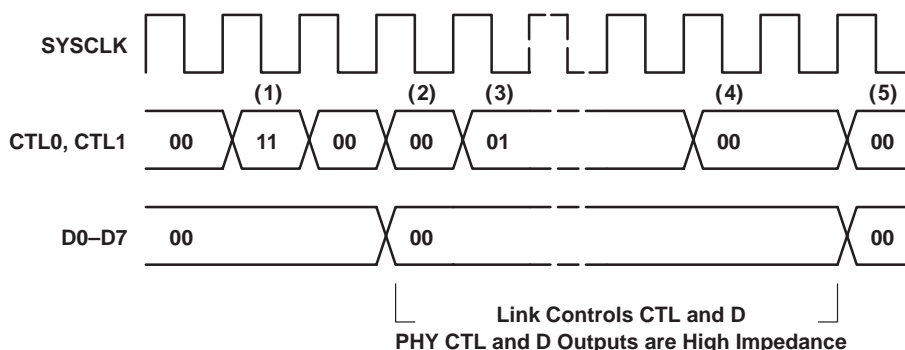 SYSCLK
(1) (2) (3) (4) (5)
CTL0, CTL1 00 11 00 00 01 00 00
D0–D7 00 00 00
Link Controls CTL and D
PHY CTL and D Outputs are High Impedance